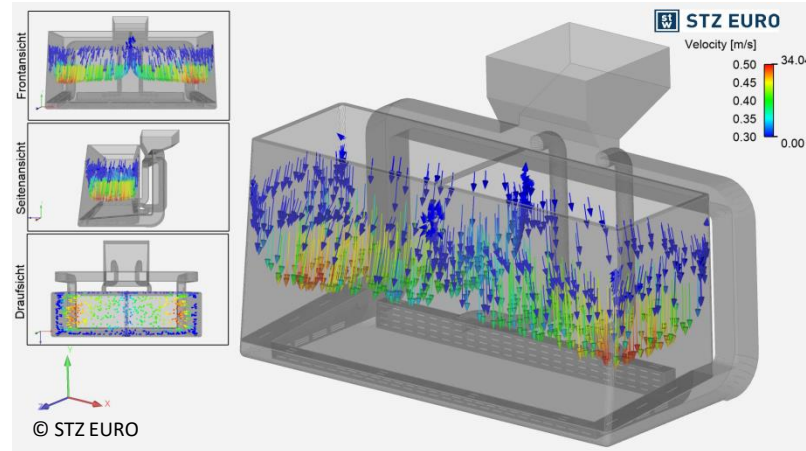 Frontansicht
Seitenansicht
Draufsicht
stw STZ EURO
Velocity [m/s]
0.50 34.04
0.45
0.40
0.35
0.30 0.00
Y
Z X
© STZ EURO